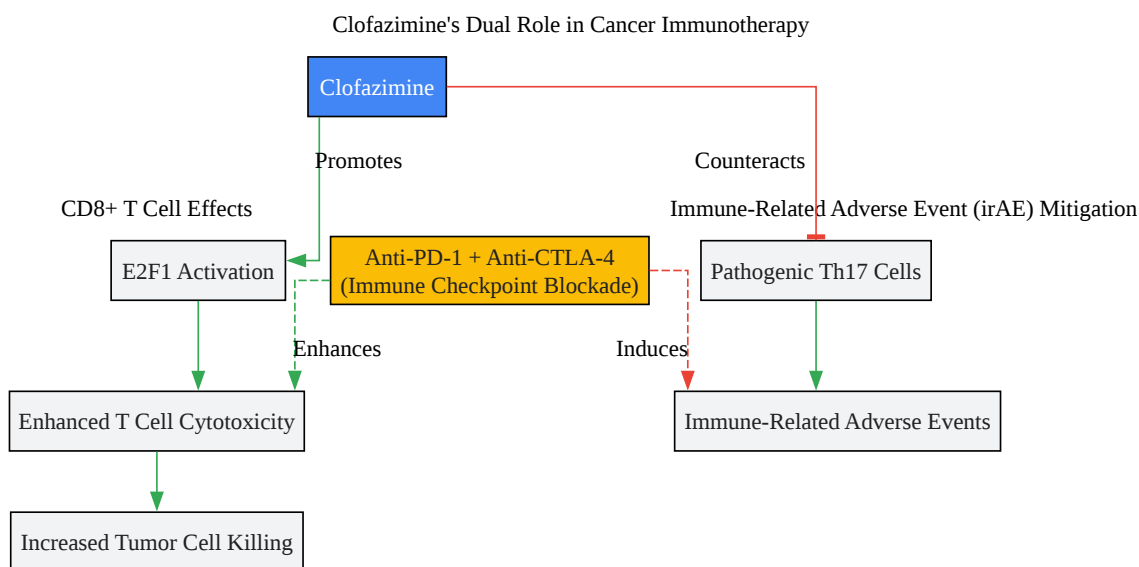 Clofazimine's Dual Role in Cancer Immunotherapy
Clofazimine
Promotes
Counteracts
CD8+ T Cell Effects
Immune-Related Adverse Event (irAE) Mitigation
E2F1 Activation
Anti-PD-1 + Anti-CTLA-4
(Immune Checkpoint Blockade)
Pathogenic Th17 Cells
Enhances
Induces
Enhanced T Cell Cytotoxicity
Immune-Related Adverse Events
Increased Tumor Cell Killing